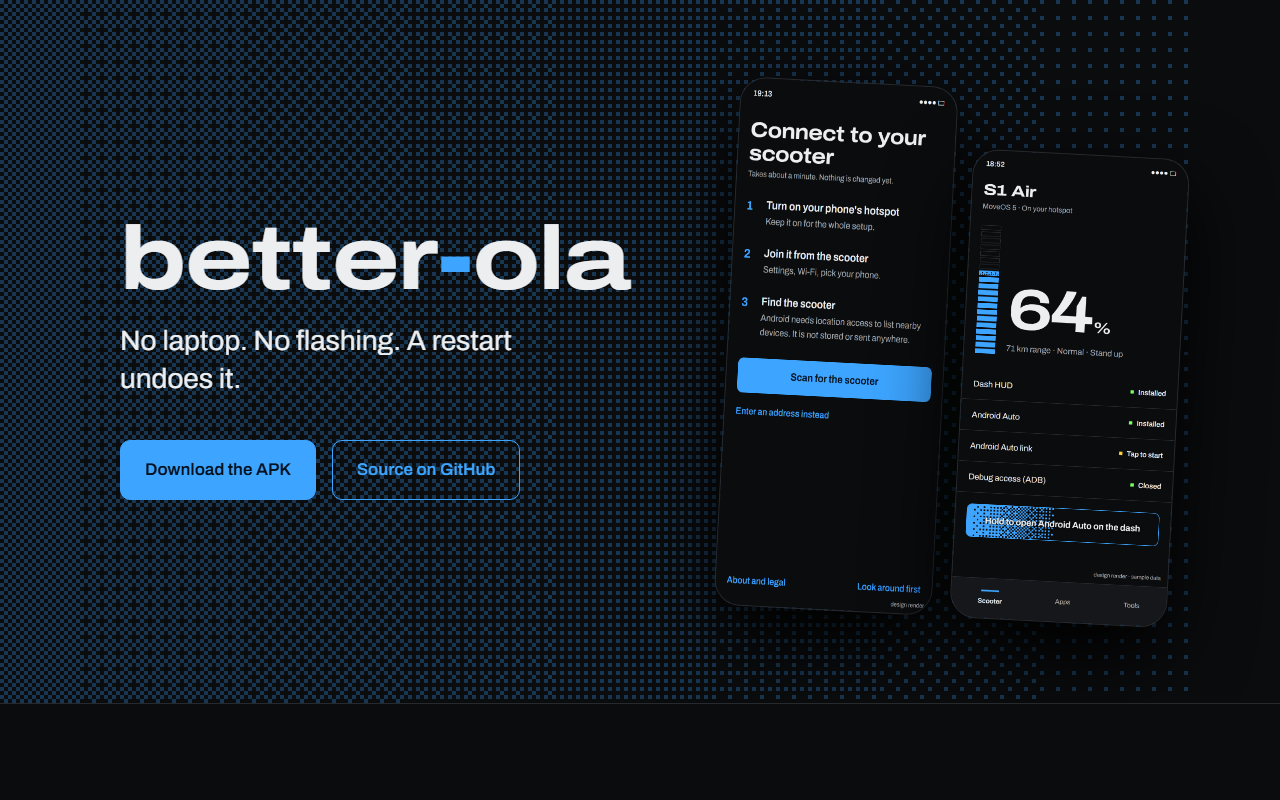 better-ola
No laptop. No flashing. A restart
undoes it.
Download the APK
Source on GitHub
19:13
Connect to your
scooter
Takes about a minute. Nothing is changed yet.
1 Turn on your phone's hotspot
Keep it on for the whole setup.
2 Join it from the scooter
Settings, Wi-Fi, pick your phone.
3 Find the scooter
Android needs location access to list nearby
devices. It is not stored or sent anywhere.
Scan for the scooter
Enter an address instead
About and legal
Look around first
design render
18:52
S1 Air
MoveOS 5 · On your hotspot
64%
71 km range · Normal · Stand up
Dash HUD Installed
Android Auto Installed
Android Auto link Tap to start
Debug access (ADB) Closed
Hold to open Android Auto on the dash
design render · sample data
Scooter Apps Tools